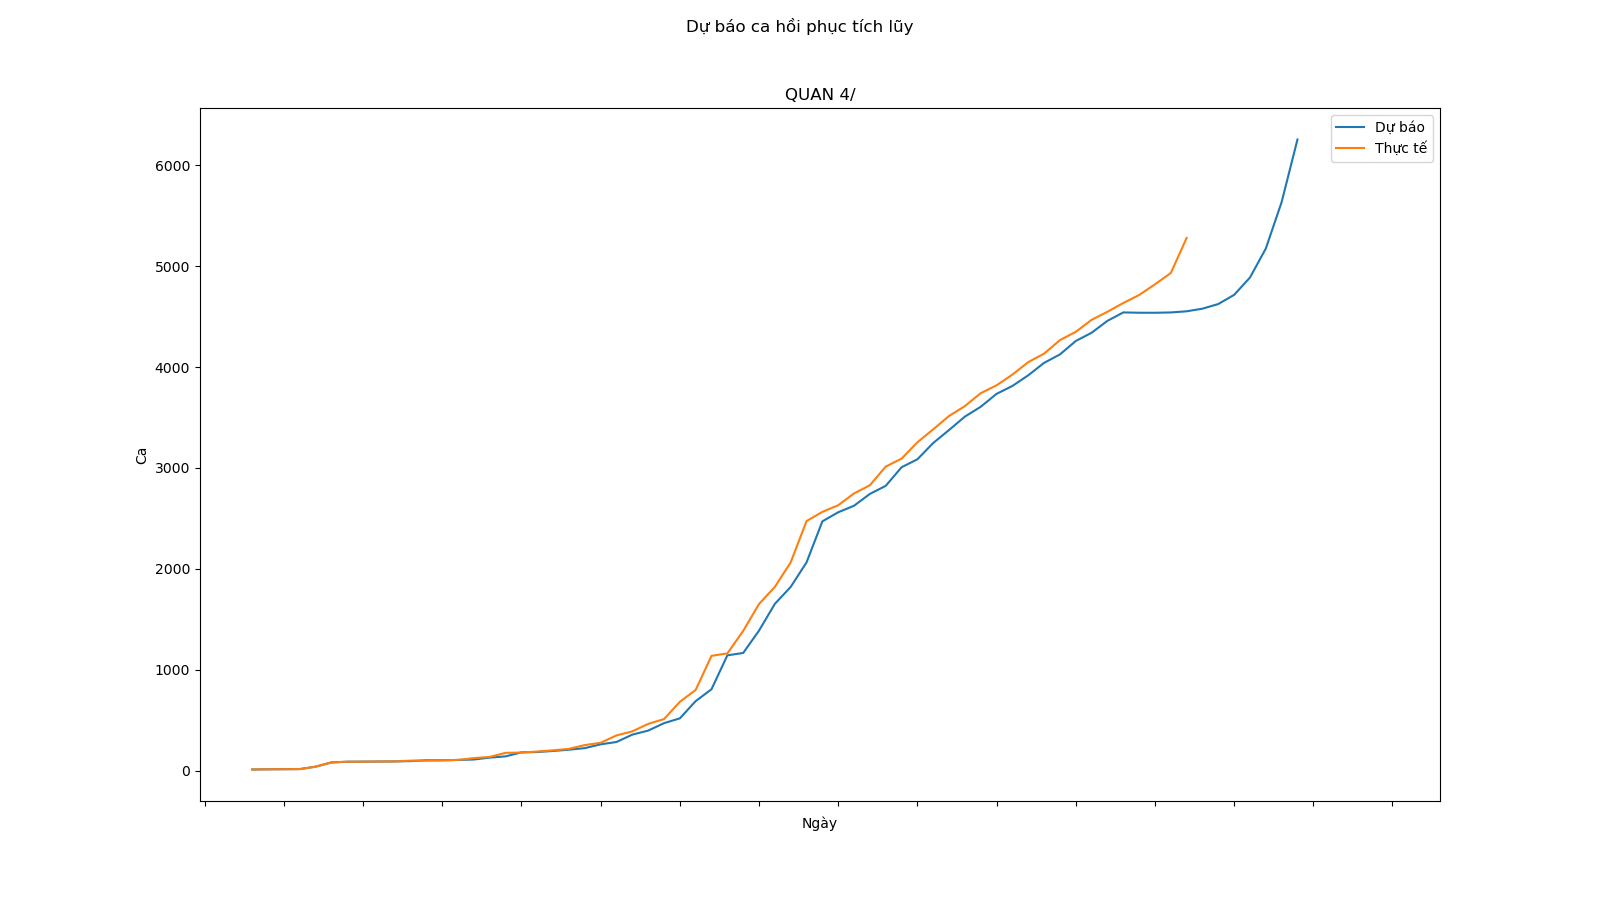 Dự báo ca hồi phục tích lũy
QUAN 4/
Dự báo
Thực tế
6000
5000
4000
3000
2000
1000
0
Ca
Ngày